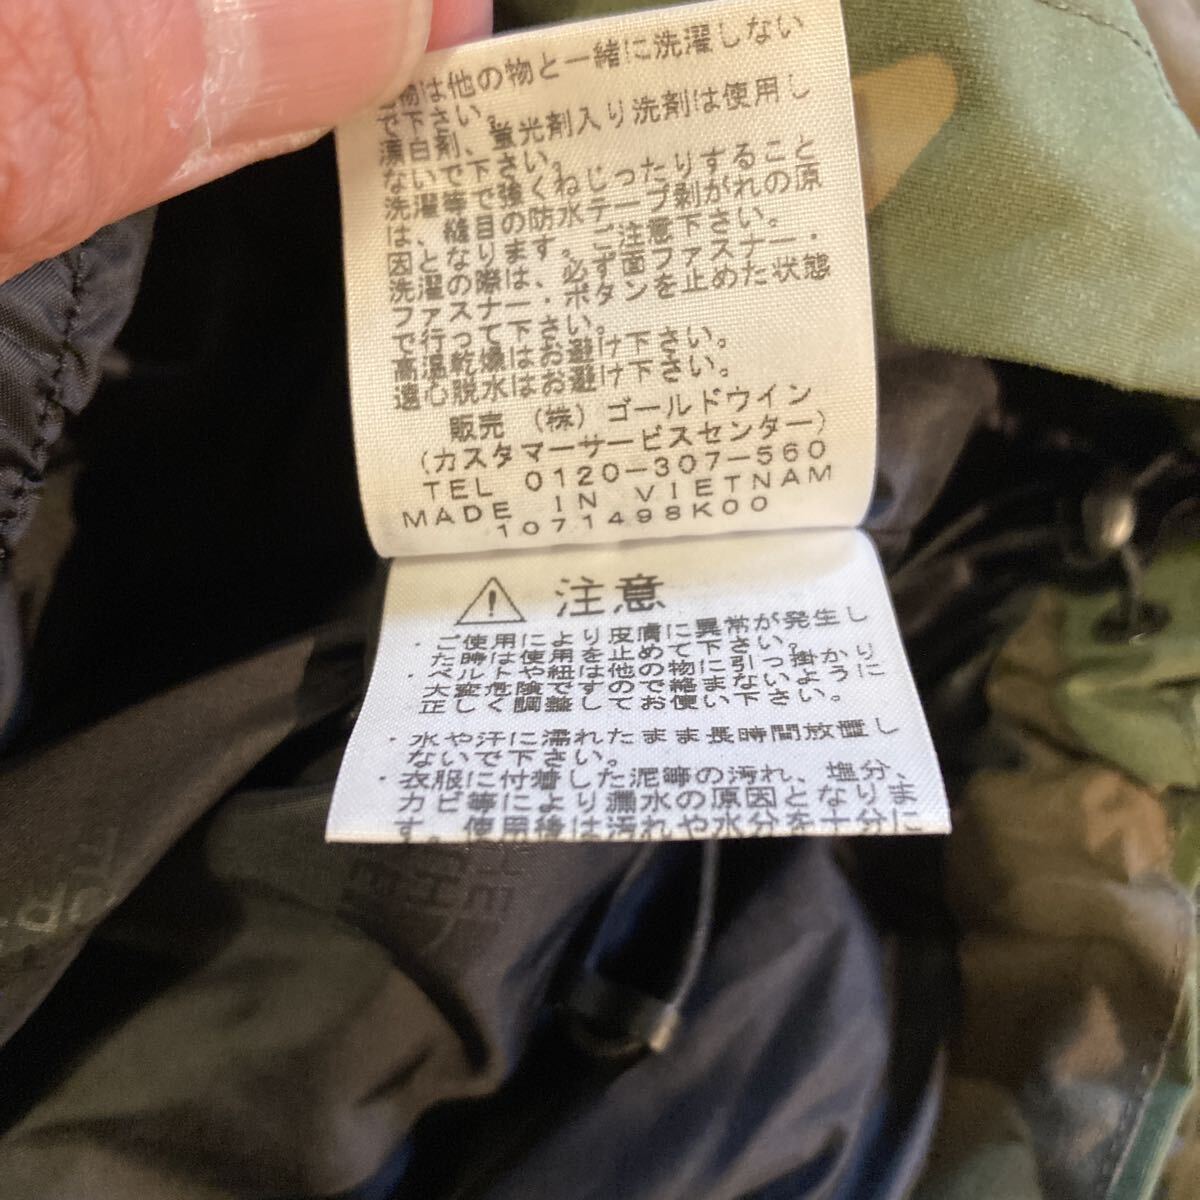 物は他の物と一緒に洗濯しない
で下さい。
漂白剤、蛍光剤入り洗剤は使用し
ないで下さい。
洗濯等で強くねじったりすること
は、縫目の防水テープ剥がれの原
因となります。ご注意下さい。
洗濯の際は、必ず面ファスナー・
ファスナー・ボタンを止めた状態
で行って下さい。
高温乾燥はお避け下さい。
遠心脱水はお避け下さい。
販売 (株) ゴールドウイン
(カスタマーサービスセンター)
TEL 0120-307-560
MADE IN VIETNAM
1071498K00
⚠ 注意
・ご使用により皮膚に異常が発生し
た時は使用を止めて下さい。
・ベルトや紐は他の物に引っ掛かり
大変危険ですので絡まないように
正しく調整してお使い下さい。
・水や汗に濡れたまま長時間放置し
ないで下さい。
・衣服に付着した泥等の汚れ、塩分、
カビ等により漏水の原因となりま
す。使用後は汚れや水分を十分に
THE